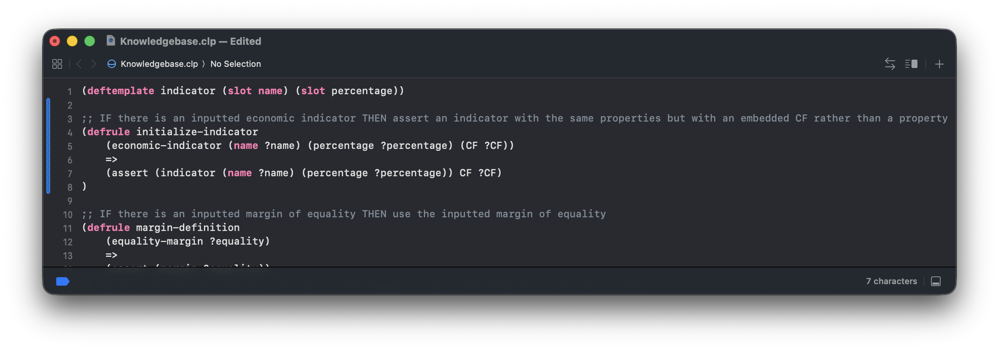 Knowledgebase.clp — Edited
Knowledgebase.clp 〉 No Selection
1 (deftemplate indicator (slot name) (slot percentage))
2
3 ;; IF there is an inputted economic indicator THEN assert an indicator with the same properties but with an embedded CF rather than a property
4 (defrule initialize-indicator
5     (economic-indicator (name ?name) (percentage ?percentage) (CF ?CF))
6     =>
7     (assert (indicator (name ?name) (percentage ?percentage)) CF ?CF)
8 )
9
10 ;; IF there is an inputted margin of equality THEN use the inputted margin of equality
11 (defrule margin-definition
12     (equality-margin ?equality)
13     =>
7 characters